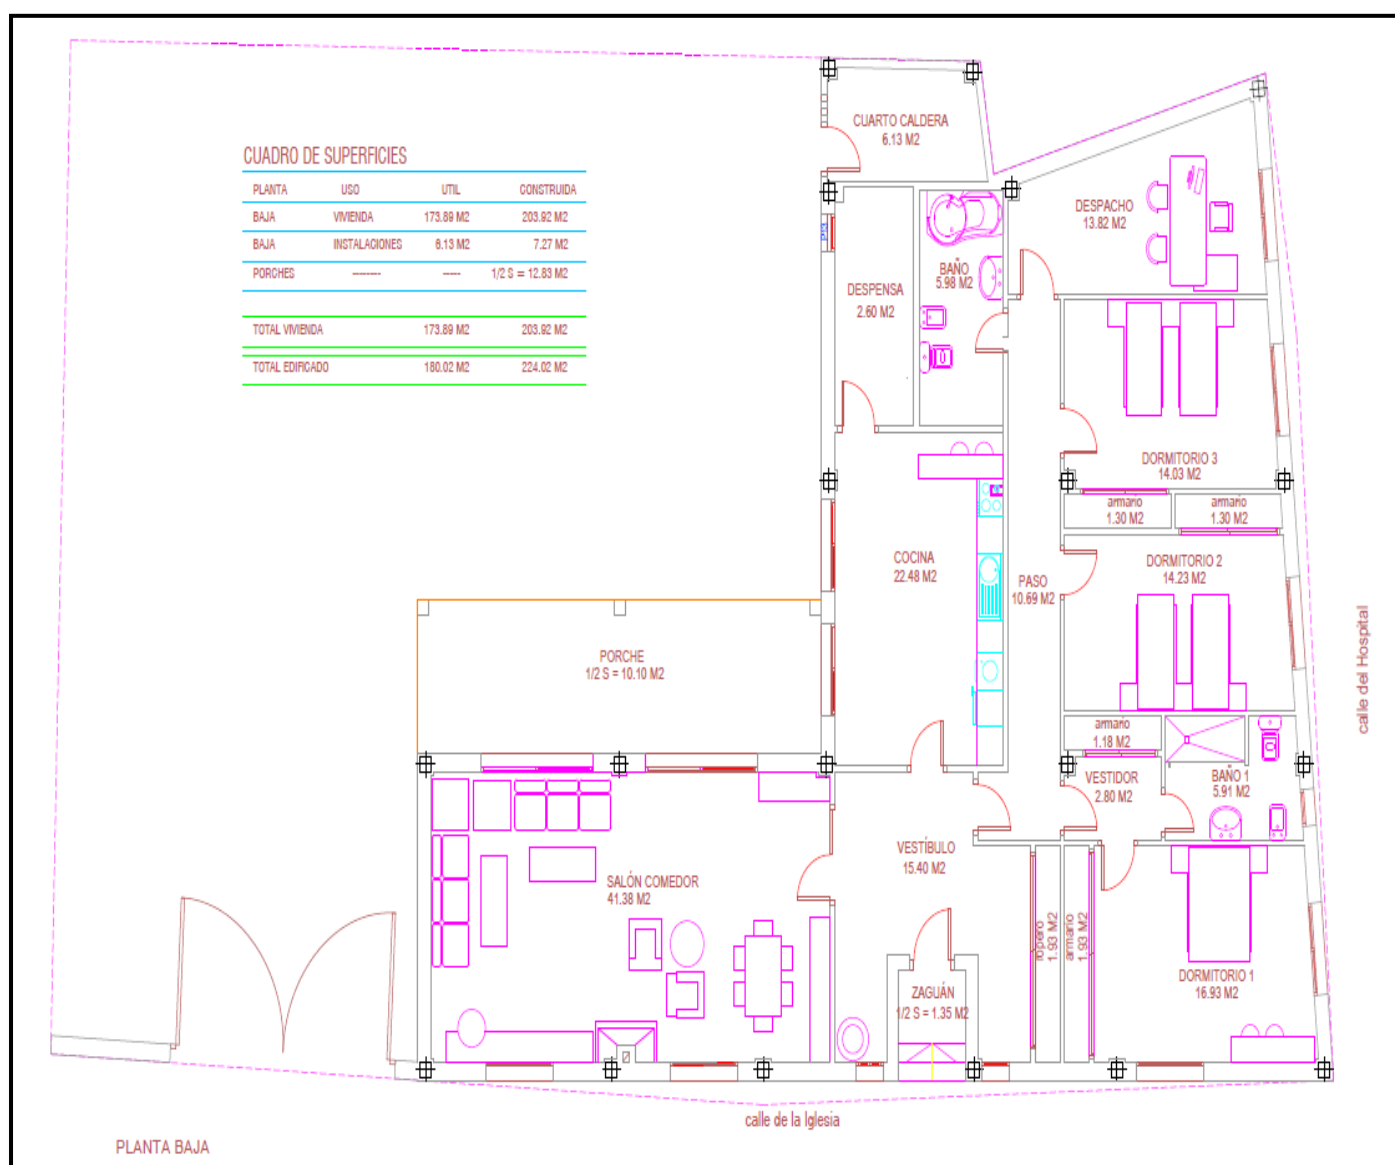 CUADRO DE SUPERFICIES
PLANTA USO UTIL CONSTRUIDA
BAJA VIVIENDA 173.89 M2 203.92 M2
BAJA INSTALACIONES 6.13 M2 7.27 M2
PORCHES -------- ----- 1/2 S = 12.83 M2
TOTAL VIVIENDA 173.89 M2 203.92 M2
TOTAL EDIFICADO 180.02 M2 224.02 M2
CUARTO CALDERA
6.13 M2
DESPACHO
13.82 M2
BAÑO
5.98 M2
DESPENSA
2.60 M2
DORMITORIO 3
14.03 M2
armario
1.30 M2
armario
1.30 M2
COCINA
22.48 M2
DORMITORIO 2
14.23 M2
PASO
10.69 M2
PORCHE
1/2 S = 10.10 M2
calle del Hospital
armario
1.18 M2
VESTIDOR
2.80 M2
BAÑO 1
5.91 M2
VESTÍBULO
15.40 M2
SALÓN COMEDOR
41.38 M2
ropero
1.93 M2
armario
1.93 M2
DORMITORIO 1
16.93 M2
ZAGUÁN
1/2 S = 1.35 M2
calle de la Iglesia
PLANTA BAJA